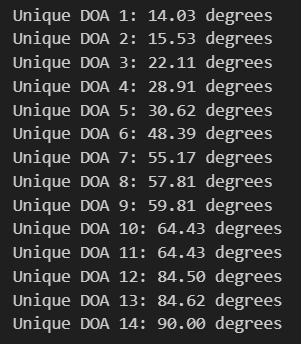 Unique DOA 1: 14.03 degrees
Unique DOA 2: 15.53 degrees
Unique DOA 3: 22.11 degrees
Unique DOA 4: 28.91 degrees
Unique DOA 5: 30.62 degrees
Unique DOA 6: 48.39 degrees
Unique DOA 7: 55.17 degrees
Unique DOA 8: 57.81 degrees
Unique DOA 9: 59.81 degrees
Unique DOA 10: 64.43 degrees
Unique DOA 11: 64.43 degrees
Unique DOA 12: 84.50 degrees
Unique DOA 13: 84.62 degrees
Unique DOA 14: 90.00 degrees